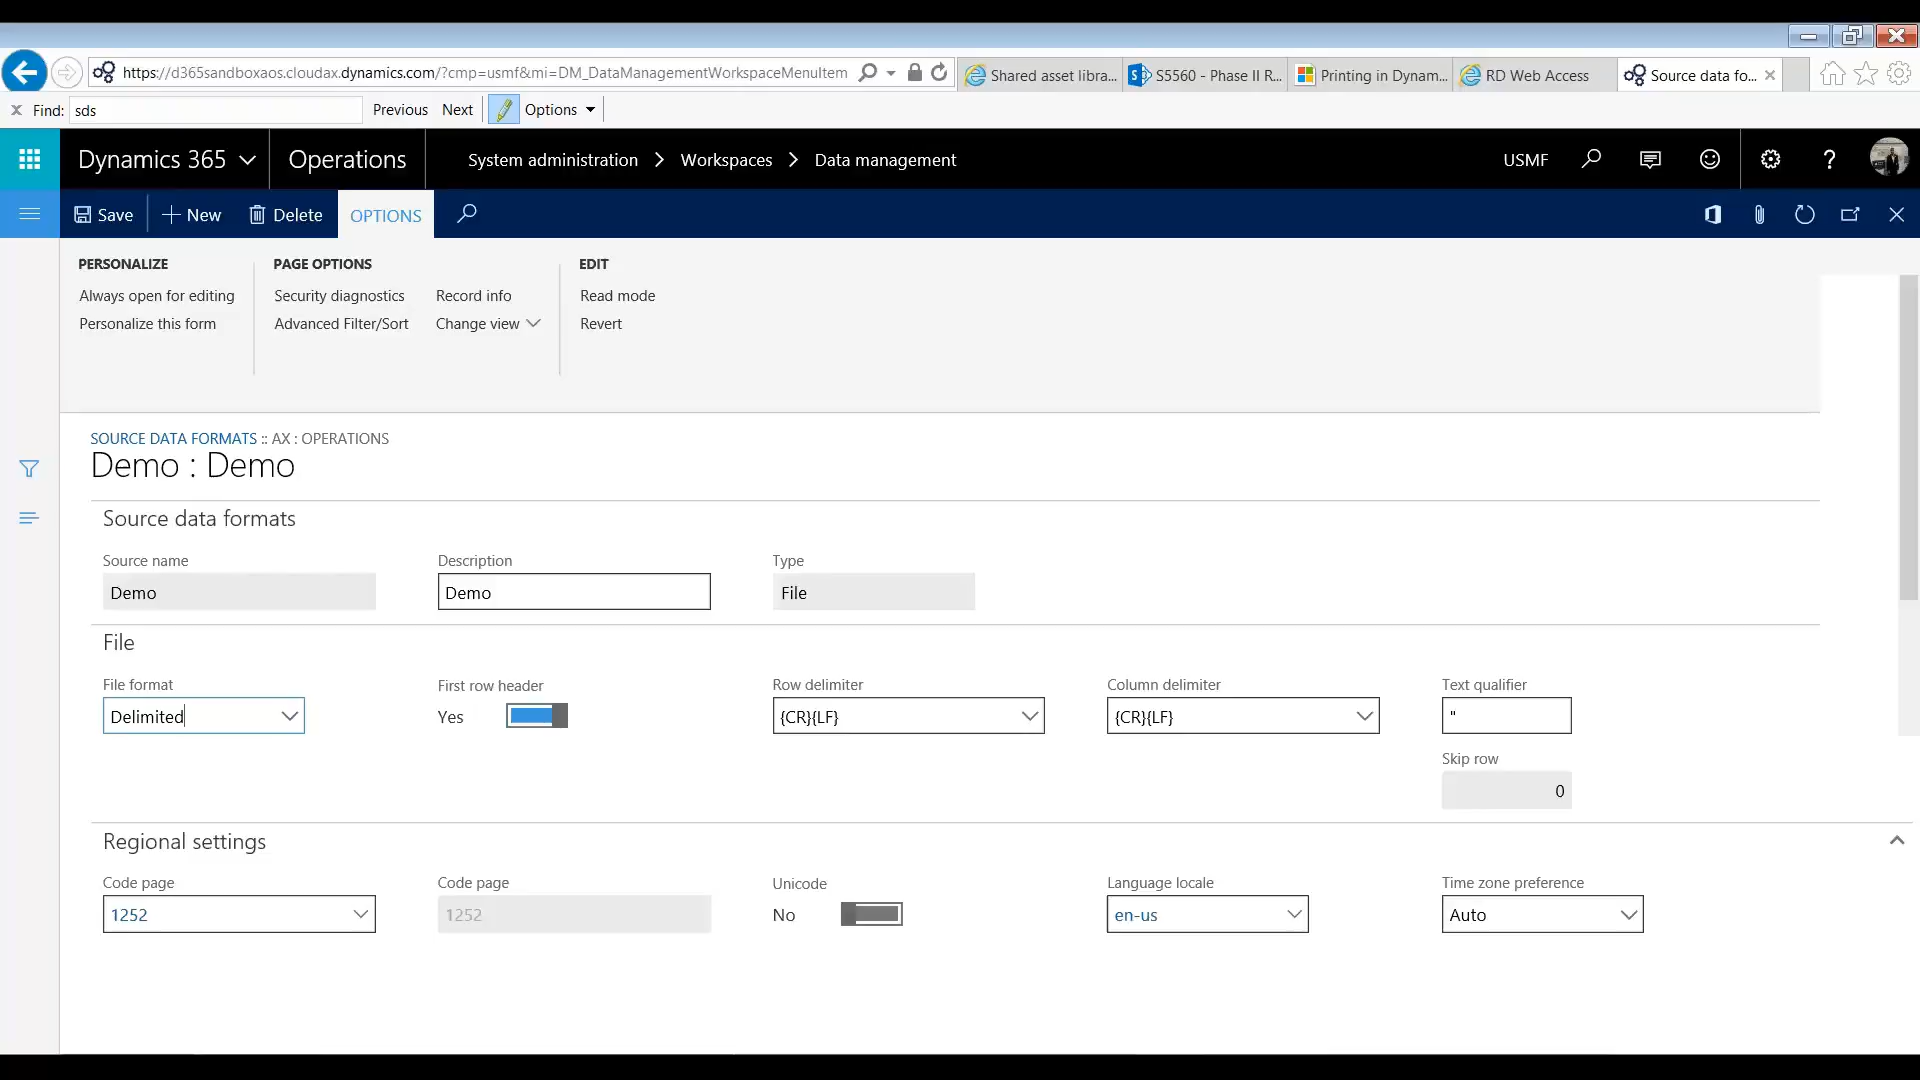 https://d365sandboxaos.cloudax.dynamics.com/?cmp=usmf&mi=DM_DataManagementWorkspaceMenuItem
Shared asset libra...
S5560 - Phase II R...
Printing in Dynam...
RD Web Access
Source data fo...
Find: sds
Previous
Next
Options
Dynamics 365
Operations
System administration
Workspaces
Data management
USMF
Save
New
Delete
OPTIONS
PERSONALIZE
Always open for editing
Personalize this form
PAGE OPTIONS
Security diagnostics
Record info
Advanced Filter/Sort
Change view
EDIT
Read mode
Revert
SOURCE DATA FORMATS :: AX : OPERATIONS
Demo : Demo
Source data formats
Source name
Description
Type
Demo
Demo
File
File
File format
First row header
Row delimiter
Column delimiter
Text qualifier
Delimited
Yes
{CR}{LF}
{CR}{LF}
"
Skip row
0
Regional settings
Code page
Code page
Unicode
Language locale
Time zone preference
1252
1252
No
en-us
Auto